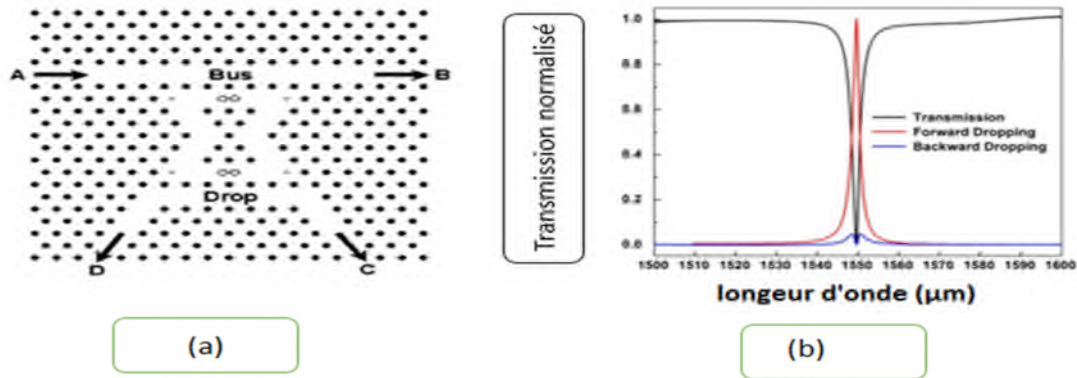 A
Bus
B
Drop
D
C
(a)
Transmission normalisé
1.0
0.8
0.6
0.4
0.2
0.0
Transmission
Forward Dropping
Backward Dropping
1500 1510 1520 1530 1540 1550 1560 1570 1580 1590 1600
longeur d'onde (µm)
(b)